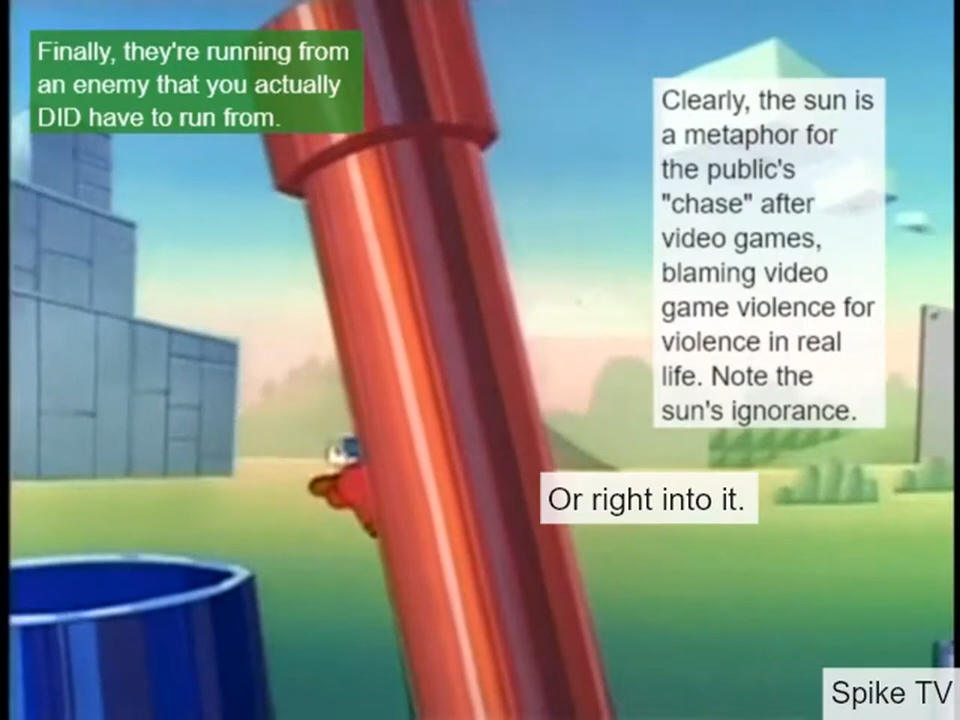 Finally, they're running from
an enemy that you actually
DID have to run from.
Clearly, the sun is
a metaphor for
the public's
"chase" after
video games,
blaming video
game violence for
violence in real
life. Note the
sun's ignorance.
Or right into it.
Spike TV